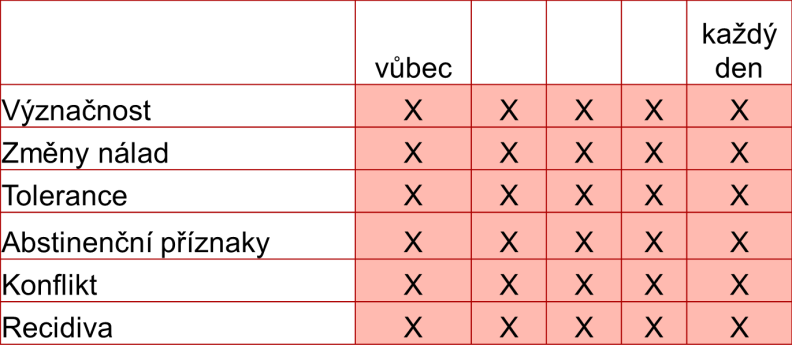 vůbec každý den
Význačnost X X X X X
Změny nálad X X X X X
Tolerance X X X X X
Abstinenční příznaky X X X X X
Konflikt X X X X X
Recidiva X X X X X